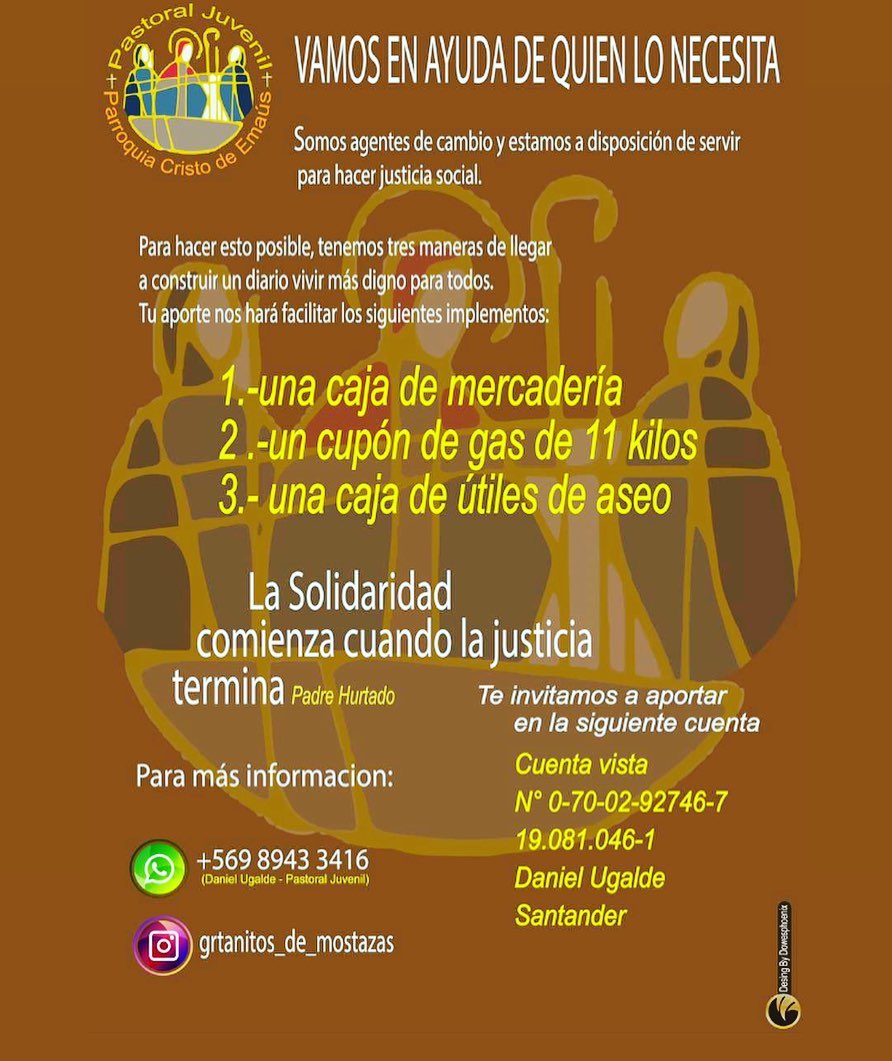 Pastoral Juvenil
Parroquia Cristo de Emaús
VAMOS EN AYUDA DE QUIEN LO NECESITA
Somos agentes de cambio y estamos a disposición de servir
para hacer justicia social.
Para hacer esto posible, tenemos tres maneras de llegar
a construir un diario vivir más digno para todos.
Tu aporte nos hará facilitar los siguientes implementos:
1.-una caja de mercadería
2 .-un cupón de gas de 11 kilos
3.- una caja de útiles de aseo
La Solidaridad
comienza cuando la justicia
termina Padre Hurtado
Te invitamos a aportar
en la siguiente cuenta
Cuenta vista
N° 0-70-02-92746-7
19.081.046-1
Daniel Ugalde
Santander
Para más informacion:
+569 8943 3416
(Daniel Ugalde - Pastoral Juvenil)
grtanitos_de_mostazas
Desing By Dowesphoenix